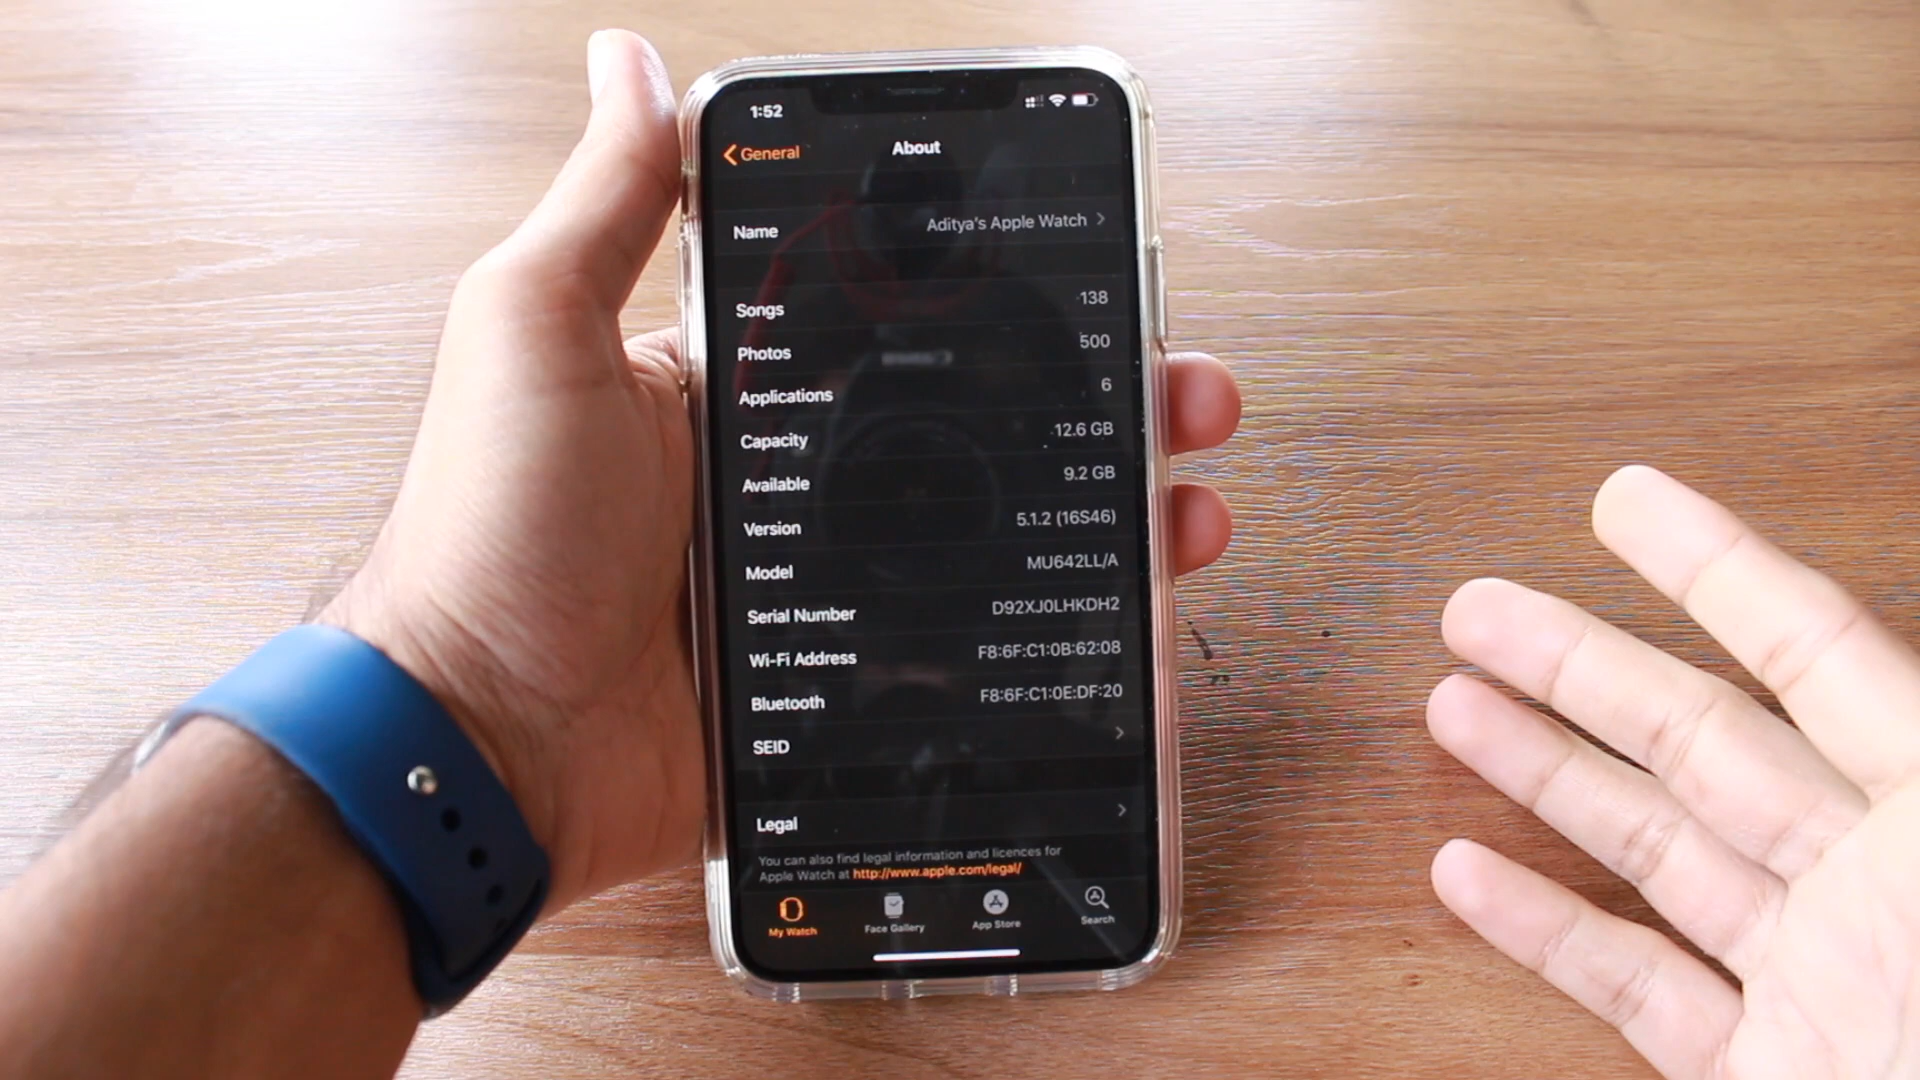 1:52
General
About
Name Aditya's Apple Watch
Songs 138
Photos 500
Applications 6
Capacity 12.6 GB
Available 9.2 GB
Version 5.1.2 (16S46)
Model MU642LL/A
Serial Number D92XJ0LHKDH2
Wi-Fi Address F8:6F:C1:0B:62:08
Bluetooth F8:6F:C1:0E:DF:20
SEID
Legal
You can also find legal information and licences for
Apple Watch at http://www.apple.com/legal/
My Watch Face Gallery App Store Search